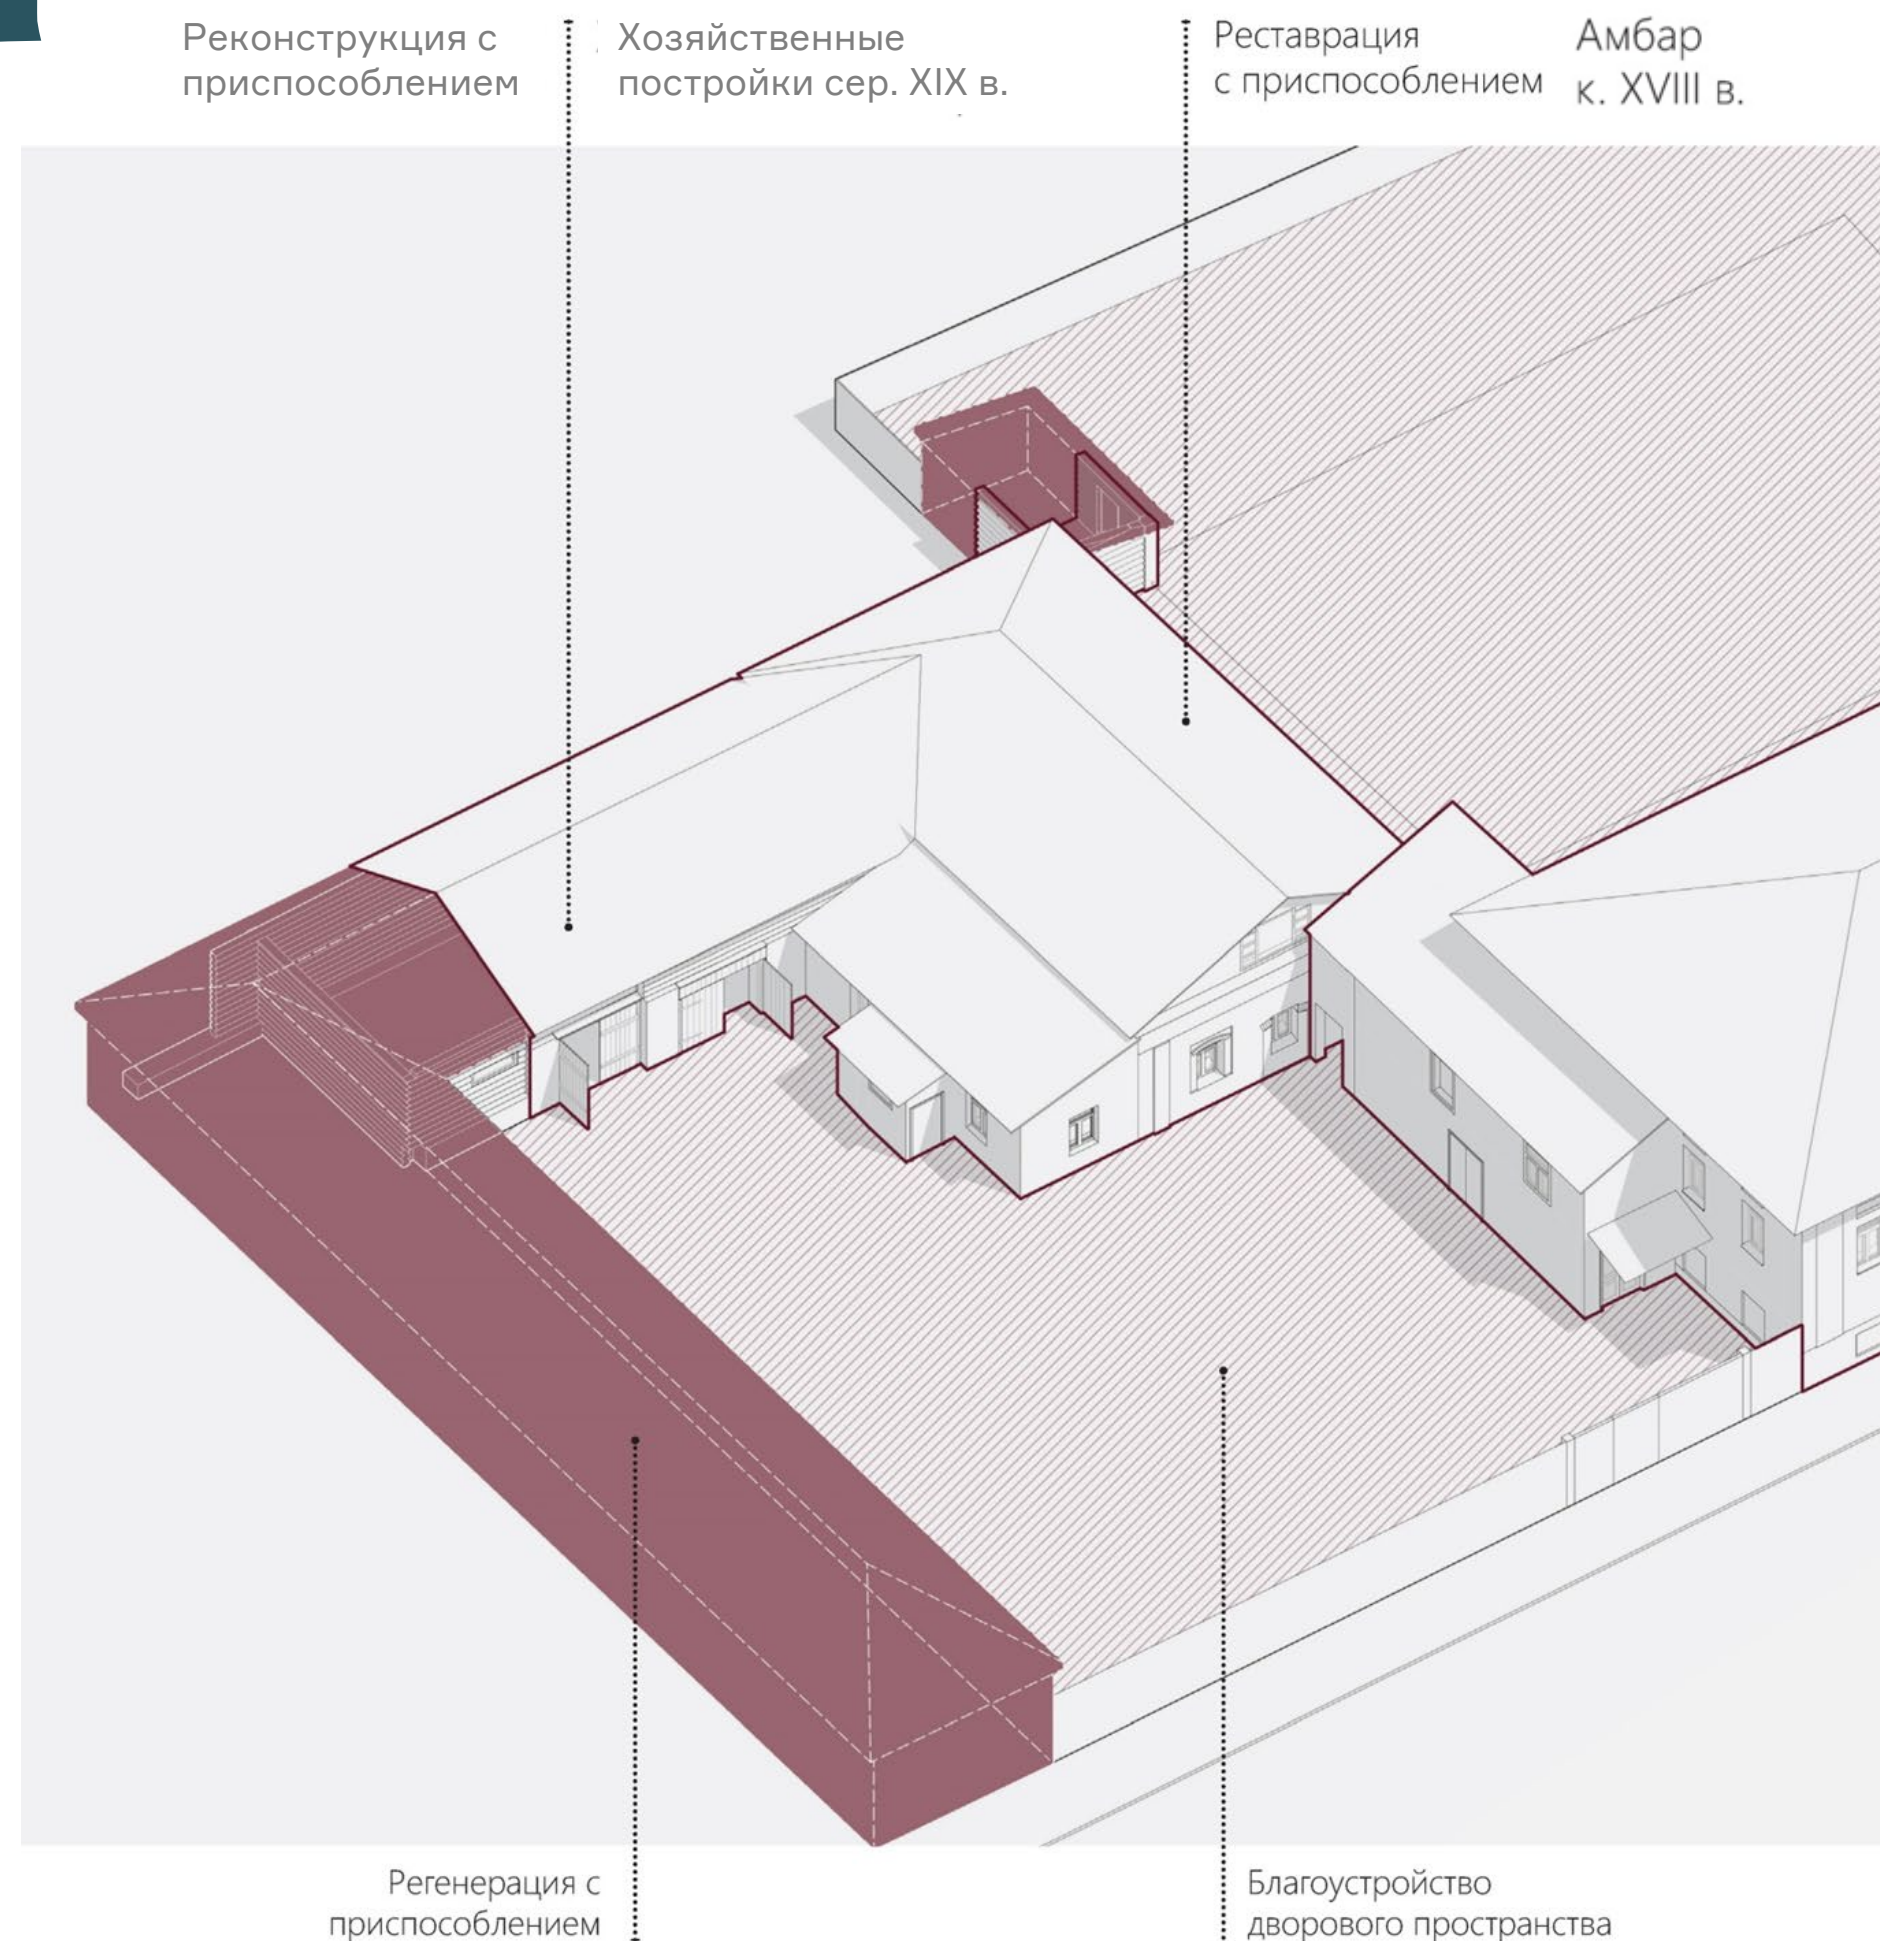 Реконструкция с
приспособлением
Хозяйственные
постройки сер. XIX в.
Реставрация
с приспособлением
Амбар
к. XVIII в.
Регенерация с
приспособлением
Благоустройство
дворового пространства